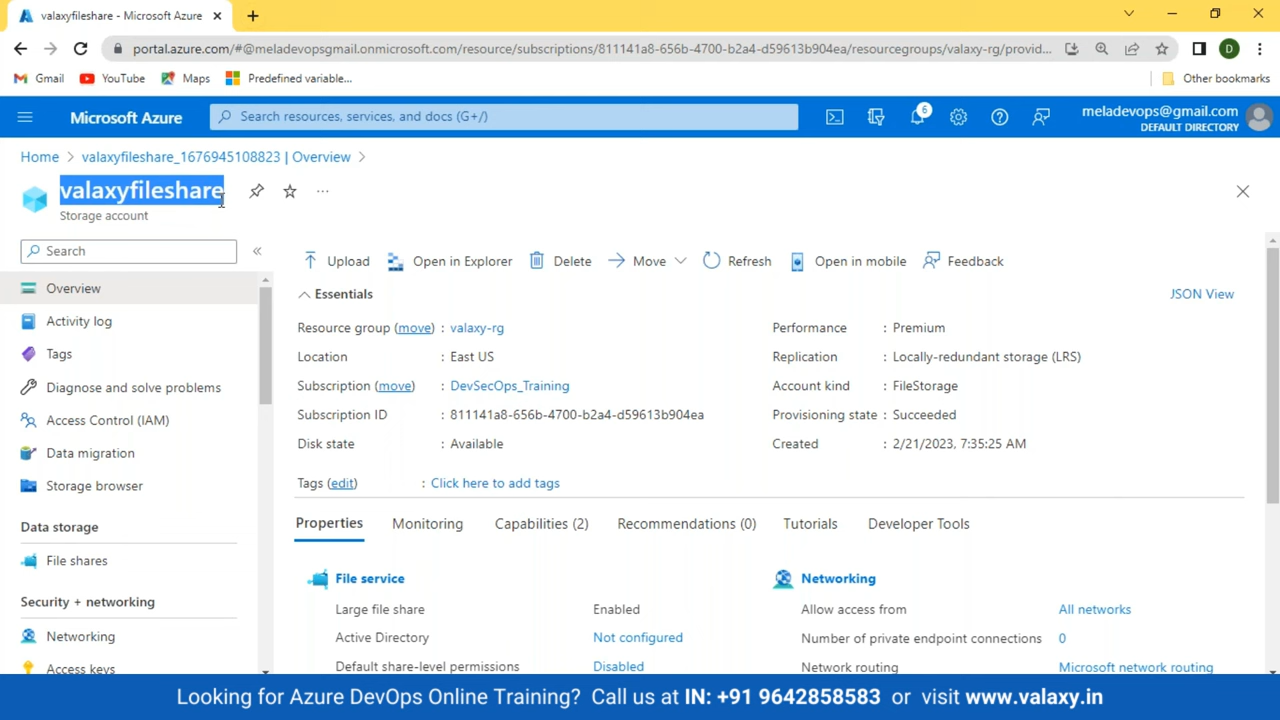 valaxyfileshare - Microsoft Azure
portal.azure.com/#@meladevopsgmail.onmicrosoft.com/resource/subscriptions/811141a8-656b-4700-b2a4-d59613b904ea/resourcegroups/valaxy-rg/provid...
D
Gmail YouTube Maps Predefined variable... Other bookmarks
Microsoft Azure
Search resources, services, and docs (G+/)
6
meladevops@gmail.com
DEFAULT DIRECTORY
Home > valaxyfileshare_1676945108823 | Overview >
valaxyfileshare
Storage account
Search
Overview
Activity log
Tags
Diagnose and solve problems
Access Control (IAM)
Data migration
Storage browser
Data storage
File shares
Security + networking
Networking
Access keys
Upload Open in Explorer Delete Move Refresh Open in mobile Feedback
Essentials
JSON View
Resource group (move) : valaxy-rg
Location : East US
Subscription (move) : DevSecOps_Training
Subscription ID : 811141a8-656b-4700-b2a4-d59613b904ea
Disk state : Available
Performance : Premium
Replication : Locally-redundant storage (LRS)
Account kind : FileStorage
Provisioning state : Succeeded
Created : 2/21/2023, 7:35:25 AM
Tags (edit) : Click here to add tags
Properties Monitoring Capabilities (2) Recommendations (0) Tutorials Developer Tools
File service
Large file share Enabled
Active Directory Not configured
Default share-level permissions Disabled
Networking
Allow access from All networks
Number of private endpoint connections 0
Network routing Microsoft network routing
Looking for Azure DevOps Online Training? Call us at IN: +91 9642858583 or visit www.valaxy.in